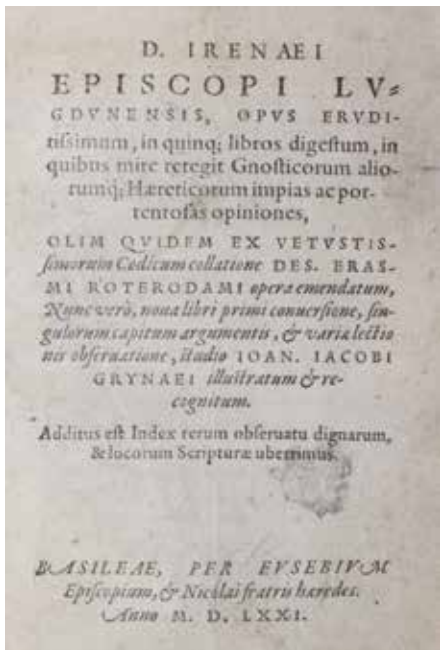 D. IRENAEI
EPISCOPI LV-
GDVNENSIS, OPVS ERVDI-
tißimum, in quinq; libros digestum, in
quibus mire retegit Gnosticorum alio-
rumq́; Hæreticorum impias ac por-
tentosas opiniones,
OLIM QVIDEM EX VETVSTIS-
simorum Codicum collatione DES. ERAS-
MI ROTERODAMI opera emendatum,
Nunc verò, noua libri primi conuersione, sin-
gulorum capitum argumentis, & varia lectio
nis obseruatione, studio IOAN. IACOBI
GRYNAEI illustratum & re-
cognitum.
Additus est Index rerum obseruatu dignarum,
& locorum Scripturæ uberrimus.
BASILEAE, PER EVSEBIVM
Episcopium, & Nicolai fratris hæredes.
Anno M. D. LXXI.